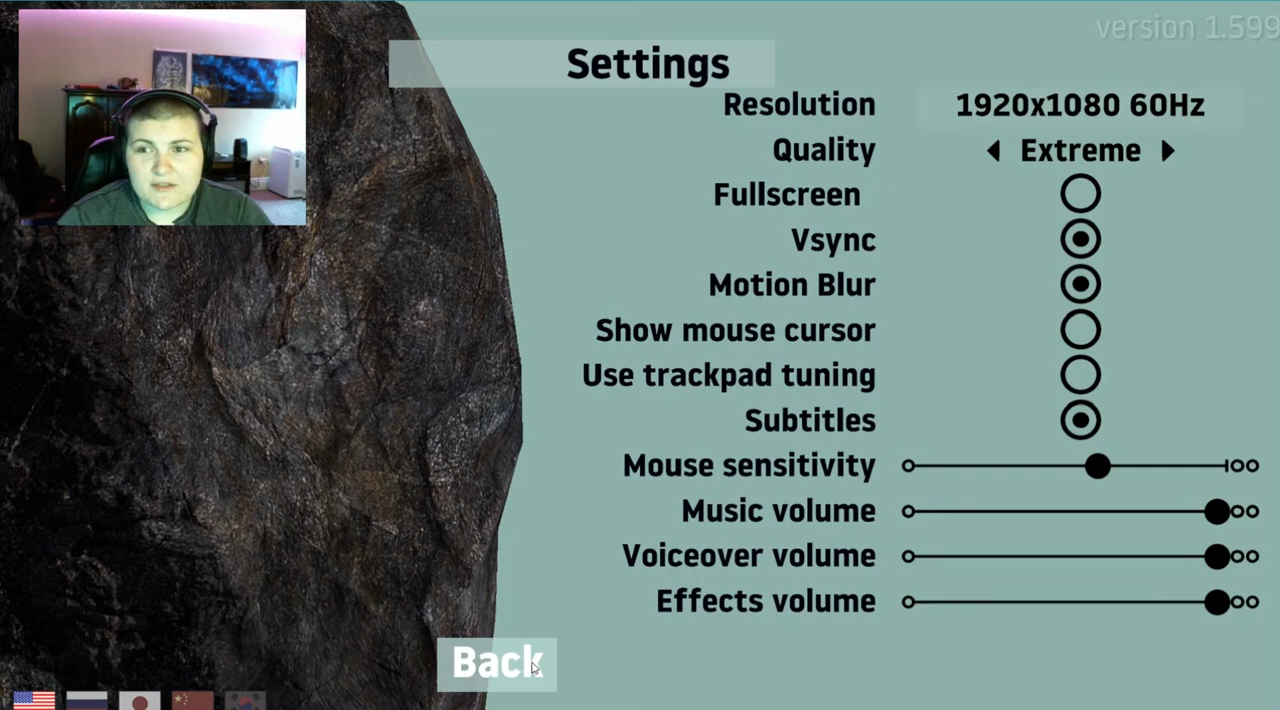 version 1.599
Settings
Resolution 1920x1080 60Hz
Quality Extreme
Fullscreen
Vsync
Motion Blur
Show mouse cursor
Use trackpad tuning
Subtitles
Mouse sensitivity
Music volume
Voiceover volume
Effects volume
Back